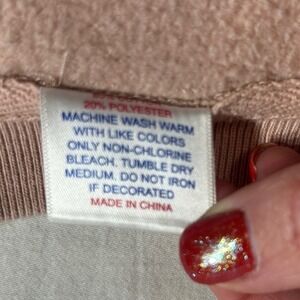 20% POLYESTER
MACHINE WASH WARM
WITH LIKE COLORS
ONLY NON-CHLORINE
BLEACH. TUMBLE DRY
MEDIUM. DO NOT IRON
IF DECORATED
MADE IN CHINA